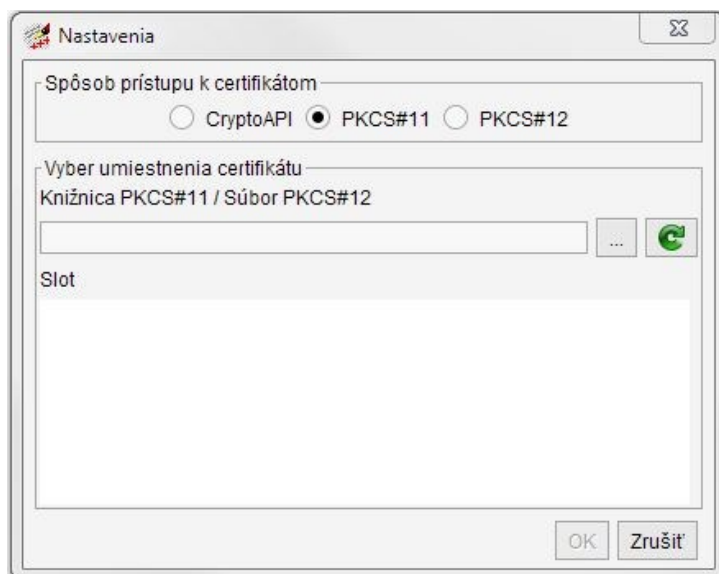 Nastavenia
Spôsob prístupu k certifikátom
CryptoAPI PKCS#11 PKCS#12
Vyber umiestnenia certifikátu
Knižnica PKCS#11 / Súbor PKCS#12
...
Slot
OK Zrušiť